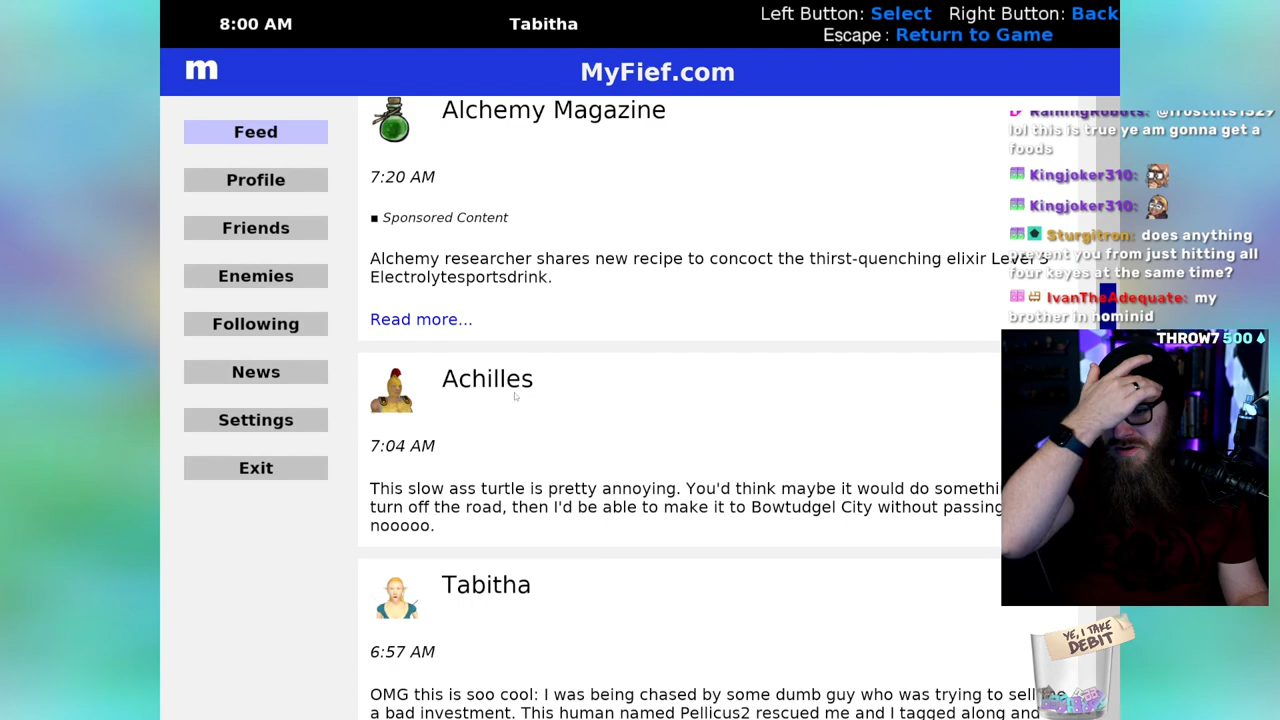 8:00 AM
Tabitha
Left Button: Select Right Button: Back
Escape : Return to Game
m
MyFief.com
Feed
Profile
Friends
Enemies
Following
News
Settings
Exit
Alchemy Magazine
7:20 AM
▪ Sponsored Content
Alchemy researcher shares new recipe to concoct the thirst-quenching elixir Level 5
Electrolytesportsdrink.
Read more...
Achilles
7:04 AM
This slow ass turtle is pretty annoying. You'd think maybe it would do somethi
turn off the road, then I'd be able to make it to Bowtudgel City without passing
nooooo.
Tabitha
6:57 AM
OMG this is soo cool: I was being chased by some dumb guy who was trying to sell me
a bad investment. This human named Pellicus2 rescued me and I tagged along and
RainingRobots: @frosttits1329
lol this is true ye am gonna get a
foods
Kingjoker310:
Kingjoker310:
Sturgitron: does anything
prevent you from just hitting all
four keyes at the same time?
IvanTheAdequate: my
brother in hominid
THROW7 500
YE, I TAKE
DEBIT